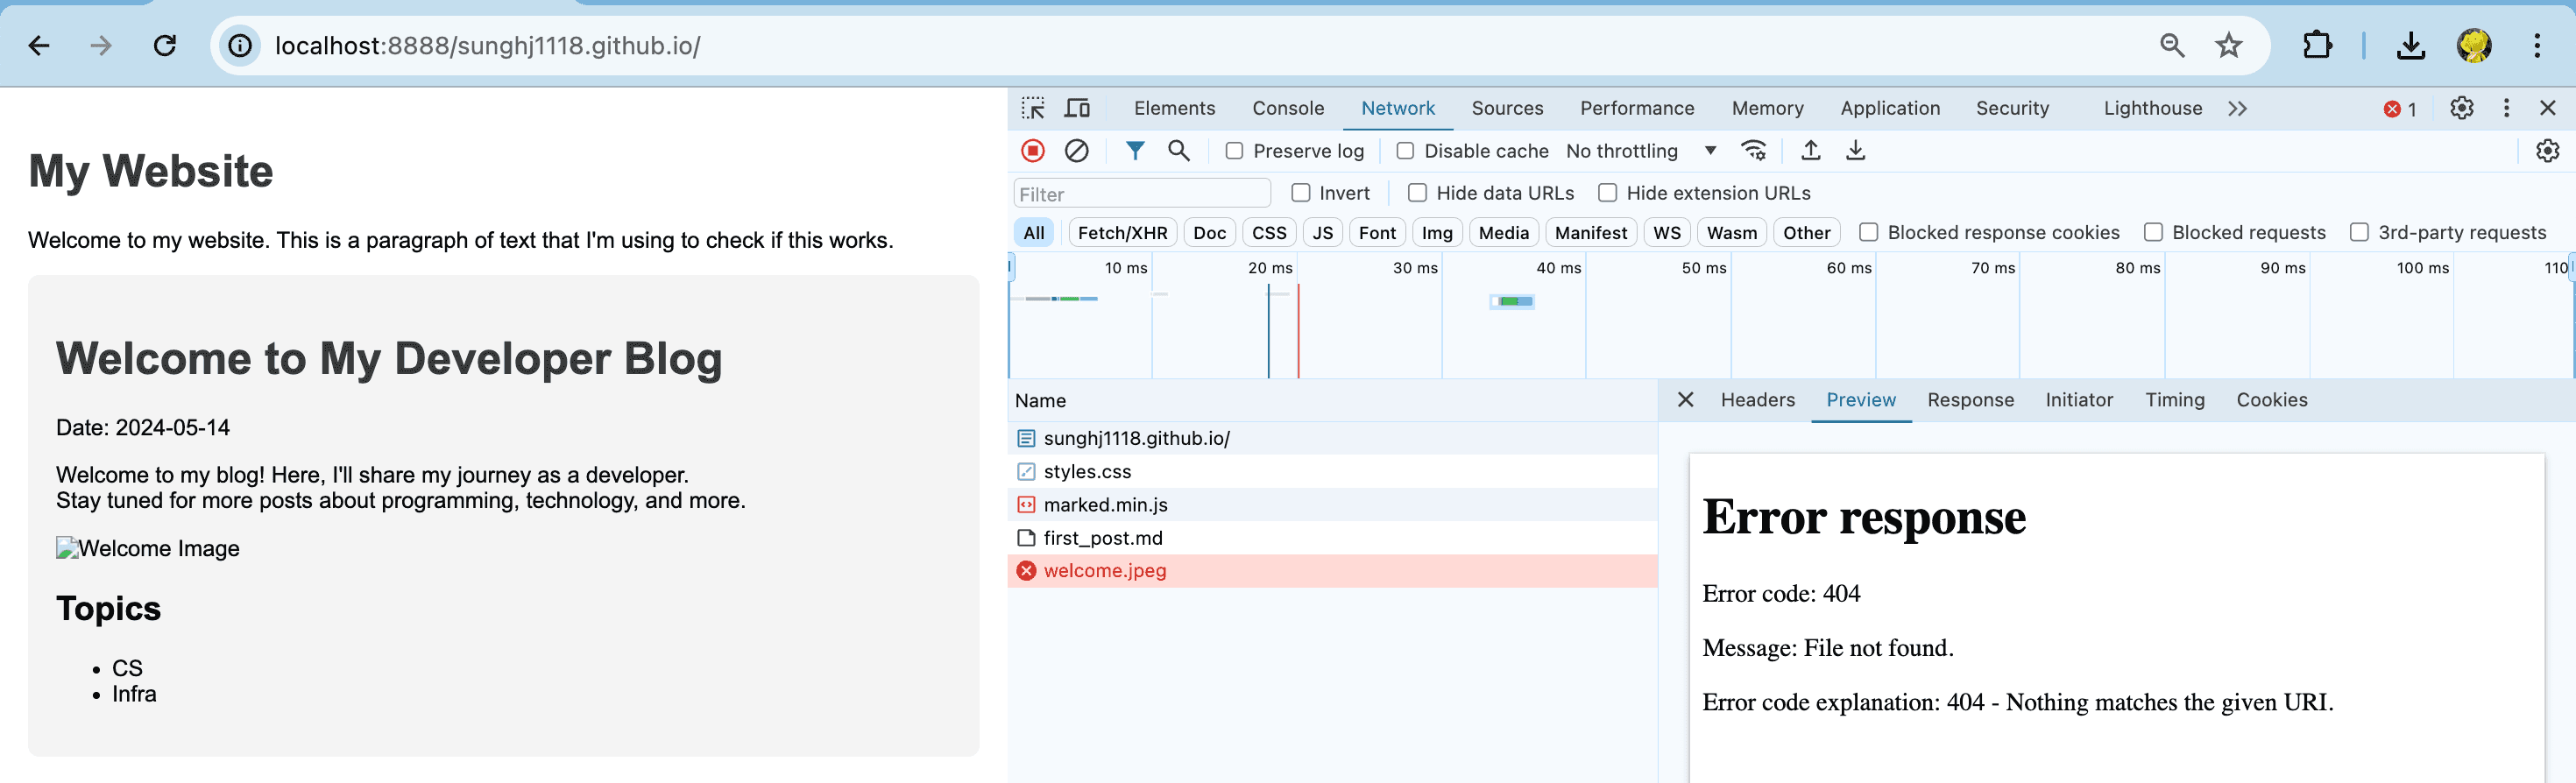 localhost:8888/sunghj1118.github.io/
My Website
Welcome to my website. This is a paragraph of text that I'm using to check if this works.
Welcome to My Developer Blog
Date: 2024-05-14
Welcome to my blog! Here, I'll share my journey as a developer.
Stay tuned for more posts about programming, technology, and more.
Welcome Image
Topics
• CS
• Infra
Elements Console Network Sources Performance Memory Application Security Lighthouse 1
Preserve log Disable cache No throttling
Filter Invert Hide data URLs Hide extension URLs
All Fetch/XHR Doc CSS JS Font Img Media Manifest WS Wasm Other Blocked response cookies Blocked requests 3rd-party requests
10 ms 20 ms 30 ms 40 ms 50 ms 60 ms 70 ms 80 ms 90 ms 100 ms 110
Name
sunghj1118.github.io/
styles.css
marked.min.js
first_post.md
welcome.jpeg
Headers Preview Response Initiator Timing Cookies
Error response
Error code: 404
Message: File not found.
Error code explanation: 404 - Nothing matches the given URI.